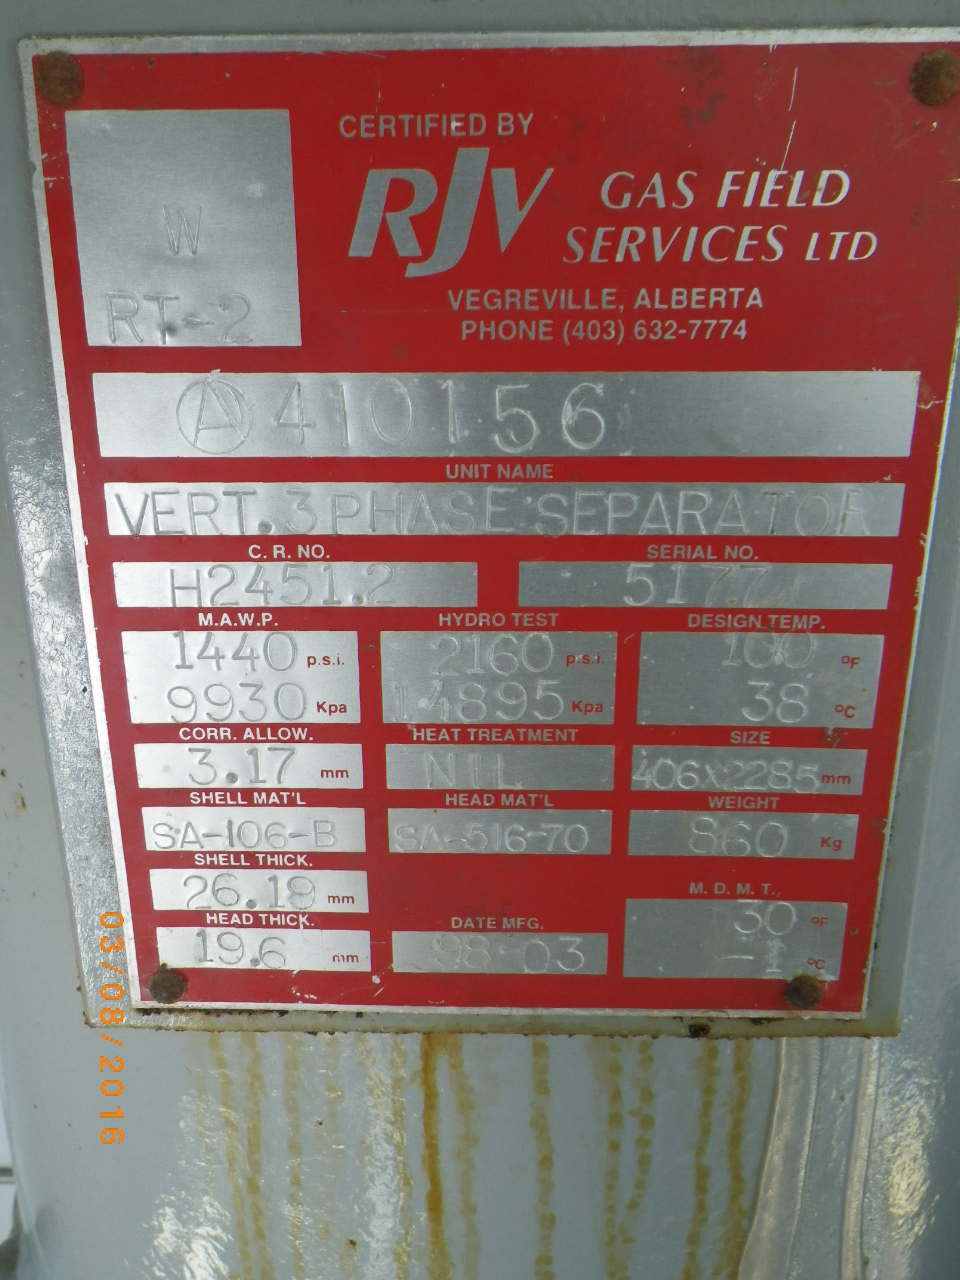 CERTIFIED BY
RJV GAS FIELD
SERVICES LTD
VEGREVILLE, ALBERTA
PHONE (403) 632-7774
W
RT-2
A 410156
UNIT NAME
VERT. 3 PHASE SEPARATOR
C. R. NO. SERIAL NO.
H2451.2 5177
M.A.W.P. HYDRO TEST DESIGN TEMP.
1440 p.s.i. 2160 p.s.i. 100 °F
9930 Kpa 14895 Kpa 38 °C
CORR. ALLOW. HEAT TREATMENT SIZE
3.17 mm NIL 406X2285 mm
SHELL MAT'L HEAD MAT'L WEIGHT
SA-106-B SA-516-70 860 Kg
SHELL THICK.
26.19 mm M. D. M. T.
HEAD THICK. DATE MFG. 30 °F
19.6 mm 98-03 -1 °C
03/08/2016